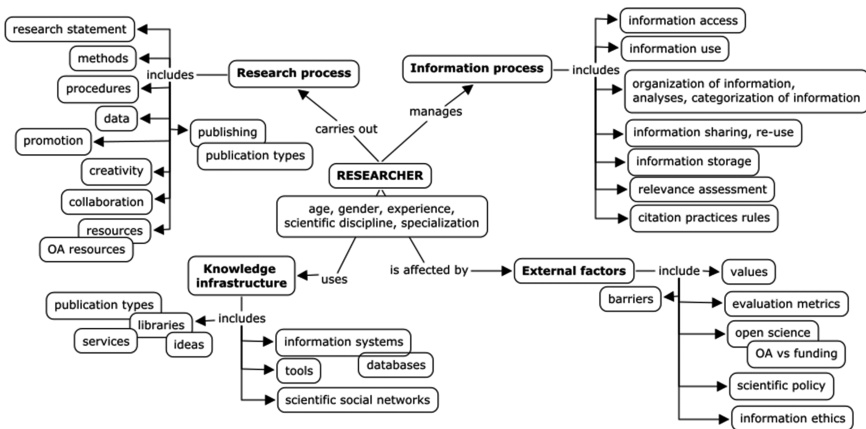 research statement
methods
procedures
data
promotion
creativity
collaboration
resources
OA resources
includes
publishing
publication types
Research process
carries out
Information process
manages
includes
information access
information use
organization of information,
analyses, categorization of information
information sharing, re-use
information storage
relevance assessment
citation practices rules
RESEARCHER
age, gender, experience,
scientific discipline, specialization
uses
is affected by
Knowledge
infrastructure
includes
publication types
libraries
services
ideas
information systems
databases
tools
scientific social networks
External factors
include
barriers
values
evaluation metrics
open science
OA vs funding
scientific policy
information ethics